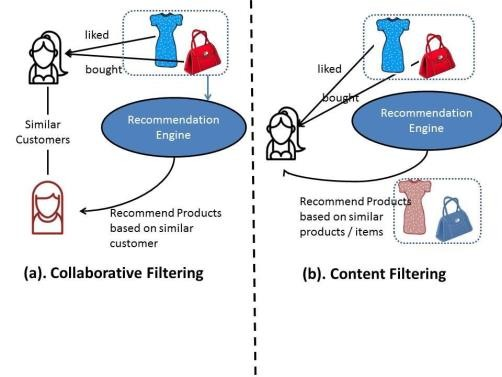 liked
bought
Recommendation
Engine
Similar
Customers
Recommend Products
based on similar
customer
(a). Collaborative Filtering
liked
bought
Recommendation
Engine
Recommend Products
based on similar
products / items
(b). Content Filtering